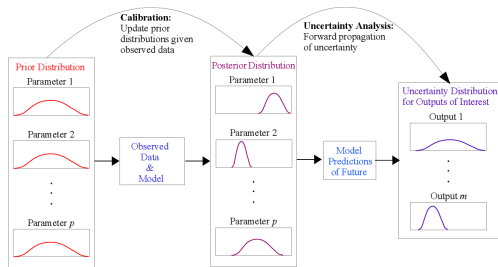 Calibration:
Update prior
distributions given
observed data
Uncertainty Analysis:
Forward propagation
of uncertainty
Prior Distribution
Parameter 1
Parameter 2
Parameter p
Observed
Data
&
Model
Posterior Distribution
Parameter 1
Parameter 2
Parameter p
Model
Predictions
of Future
Uncertainty Distribution
for Outputs of Interest
Output 1
Output m